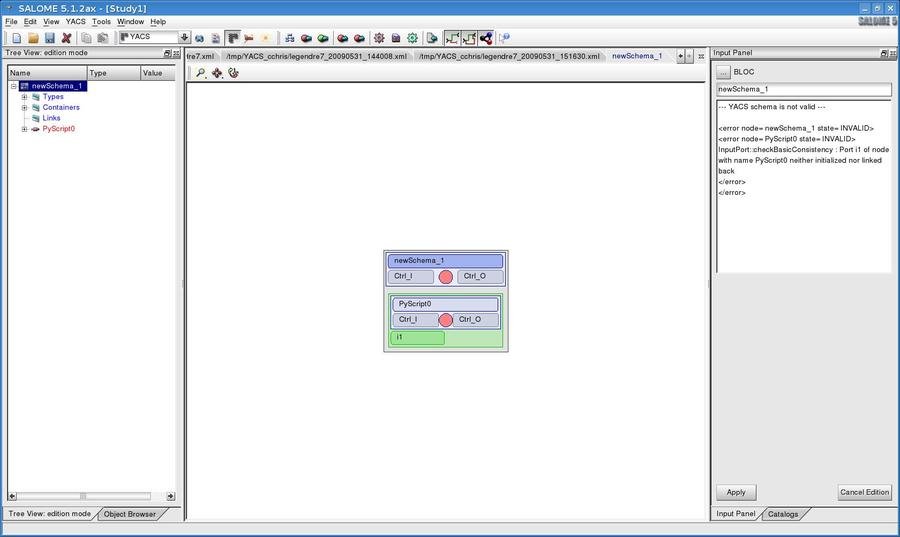 SALOME 5.1.2ax - [Study1]
File Edit View YACS Tools Window Help
SALOME 5
YACS
Tree View: edition mode
Name Type Value
newSchema_1
Types
Containers
Links
PyScript0
Tree View: edition mode Object Browser
tre7.xml /tmp/YACS_cchris/legendre7_20090531_144008.xml /tmp/YACS_cchris/legendre7_20090531_151630.xml newSchema_1
newSchema_1
Ctrl_I Ctrl_O
PyScript0
Ctrl_I Ctrl_O
i1
Input Panel
... BLOC
newSchema_1
--- YACS schema is not valid ---
<error node= newSchema_1 state= INVALID>
<error node= PyScript0 state= INVALID>
InputPort::checkBasicConsistency : Port i1 of node
with name PyScript0 neither initialized nor linked
back
</error>
</error>
Apply Cancel Edition
Input Panel Catalogs